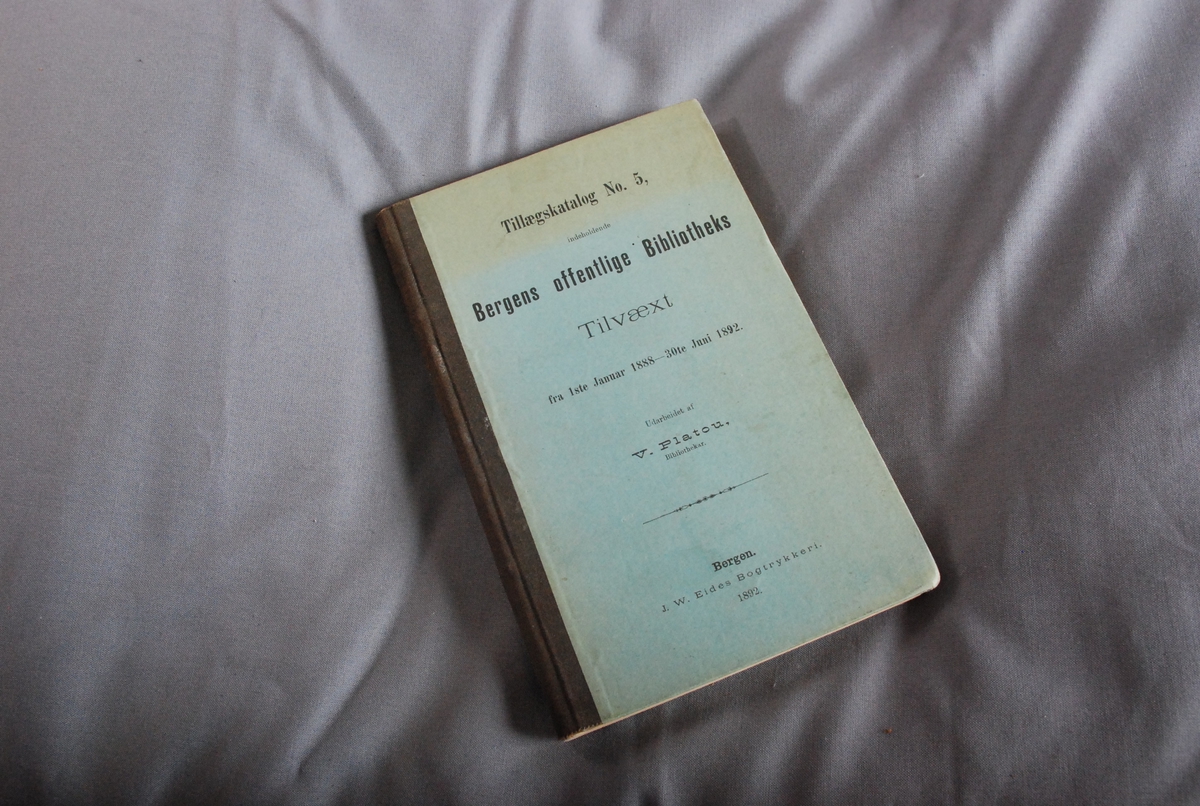 Tillægskatalog No. 5,
indeholdende
Bergens offentlige Bibliotheks
Tilvæxt
fra 1ste Januar 1888—30te Juni 1892.
Udarbeidet af
V. Platou,
Bibliothekar.
Bergen.
J. W. Eides Bogtrykkeri.
1892.